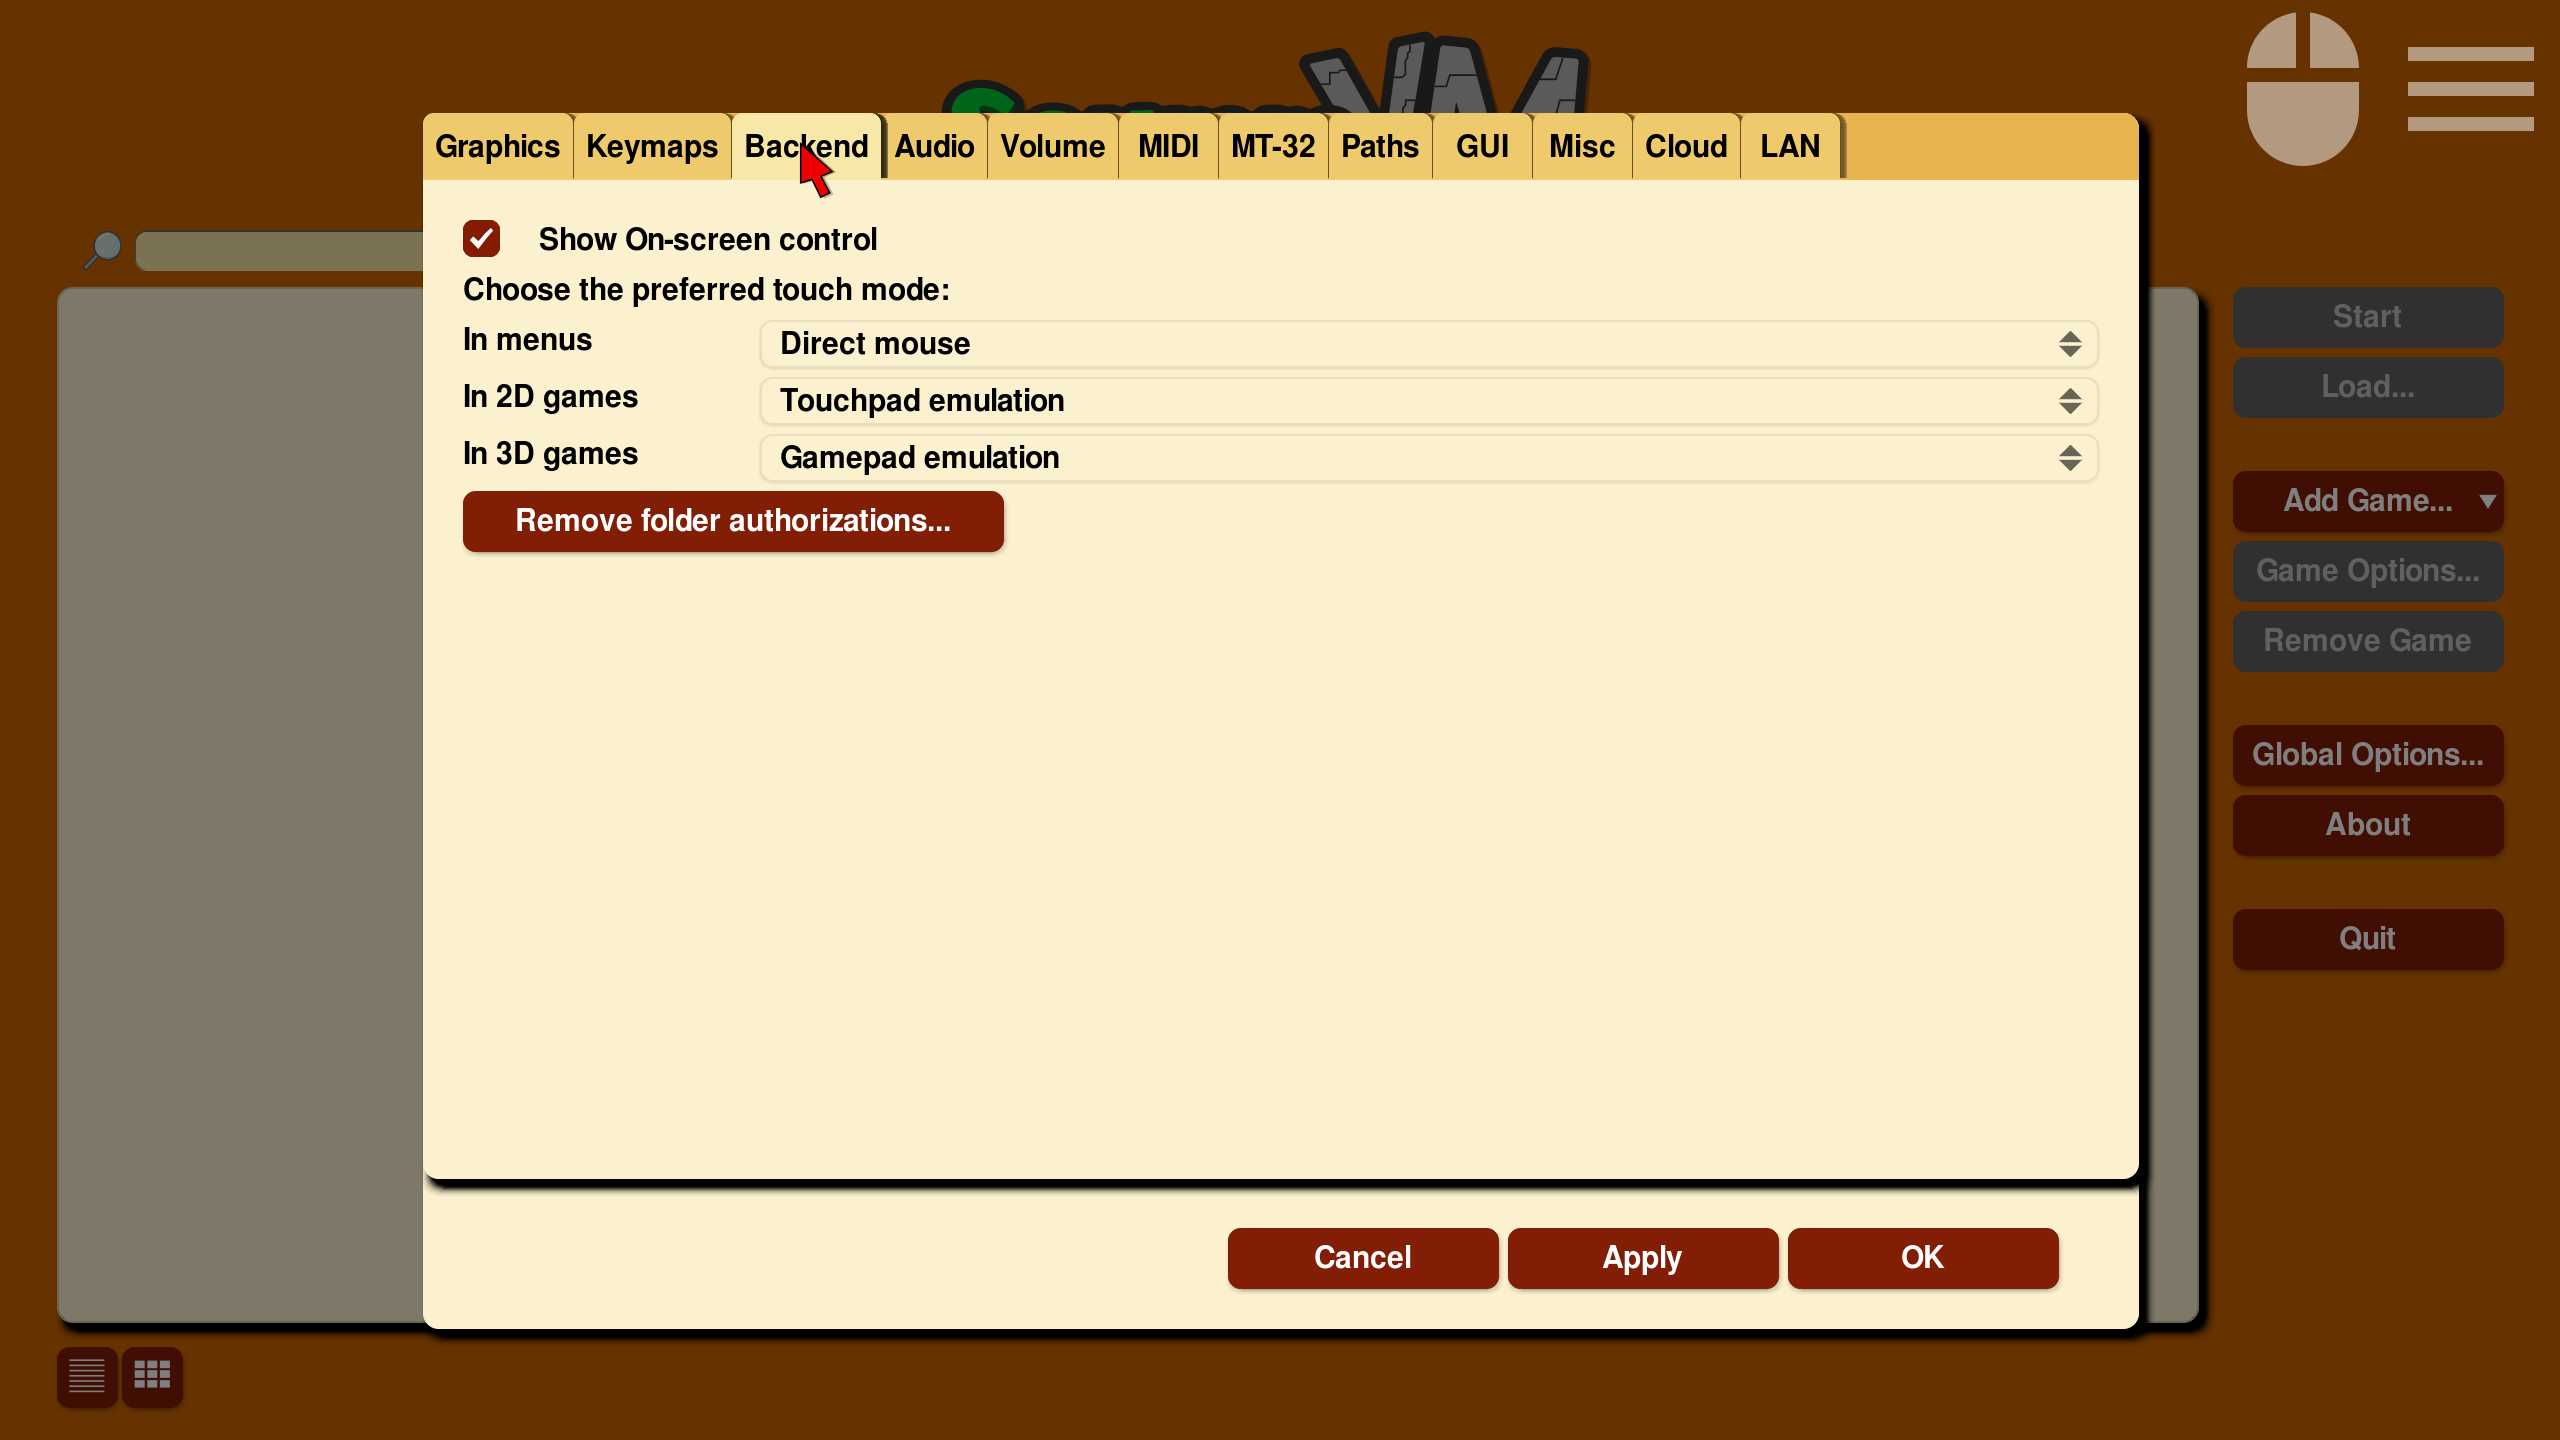 Graphics Keymaps Backend Audio Volume MIDI MT-32 Paths GUI Misc Cloud LAN
Show On-screen control
Choose the preferred touch mode:
In menus Direct mouse
In 2D games Touchpad emulation
In 3D games Gamepad emulation
Remove folder authorizations...
Cancel Apply OK
Start
Load...
Add Game...
Game Options...
Remove Game
Global Options...
About
Quit